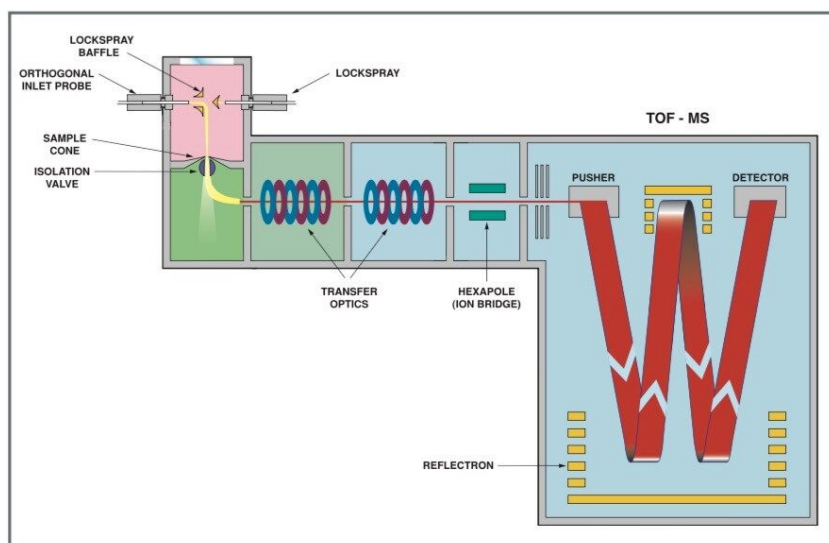 LOCKSPRAY
BAFFLE
ORTHOGONAL
INLET PROBE
LOCKSPRAY
SAMPLE
CONE
ISOLATION
VALVE
TOF - MS
PUSHER
DETECTOR
TRANSFER
OPTICS
HEXAPOLE
(ION BRIDGE)
REFLECTRON